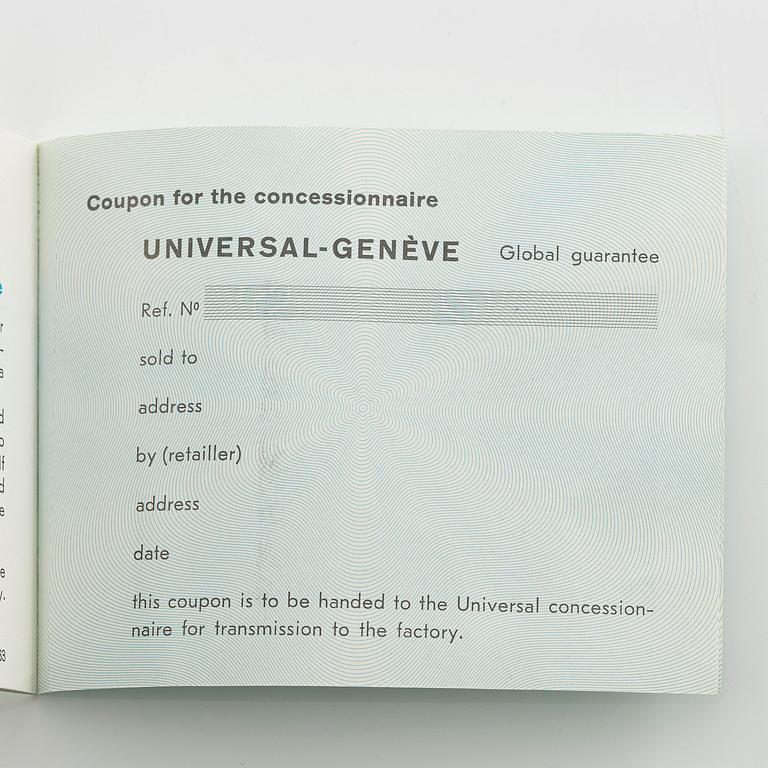 Coupon for the concessionnaire
UNIVERSAL-GENÈVE Global guarantee
Ref. Nº
sold to
address
by (retailler)
address
date
this coupon is to be handed to the Universal concession-
naire for transmission to the factory.